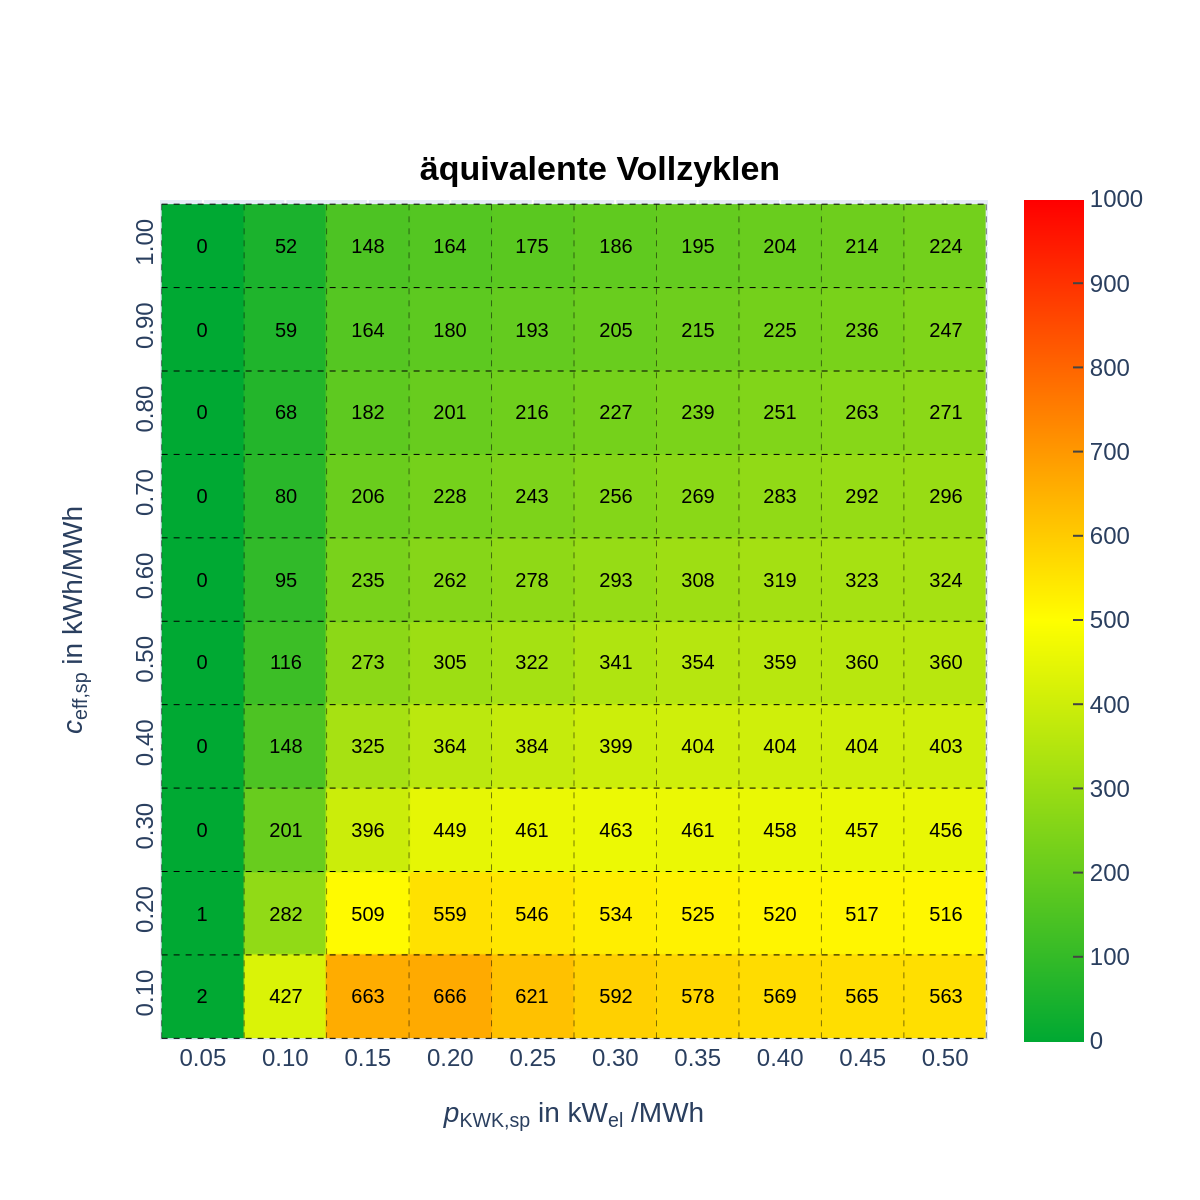 äquivalente Vollzyklen
1.00 0 52 148 164 175 186 195 204 214 224
0.90 0 59 164 180 193 205 215 225 236 247
0.80 0 68 182 201 216 227 239 251 263 271
0.70 0 80 206 228 243 256 269 283 292 296
0.60 0 95 235 262 278 293 308 319 323 324
0.50 0 116 273 305 322 341 354 359 360 360
0.40 0 148 325 364 384 399 404 404 404 403
0.30 0 201 396 449 461 463 461 458 457 456
0.20 1 282 509 559 546 534 525 520 517 516
0.10 2 427 663 666 621 592 578 569 565 563
0.05 0.10 0.15 0.20 0.25 0.30 0.35 0.40 0.45 0.50
pKWK,sp in kWel /MWh
ceff,sp in kWh/MWh
1000
900
800
700
600
500
400
300
200
100
0